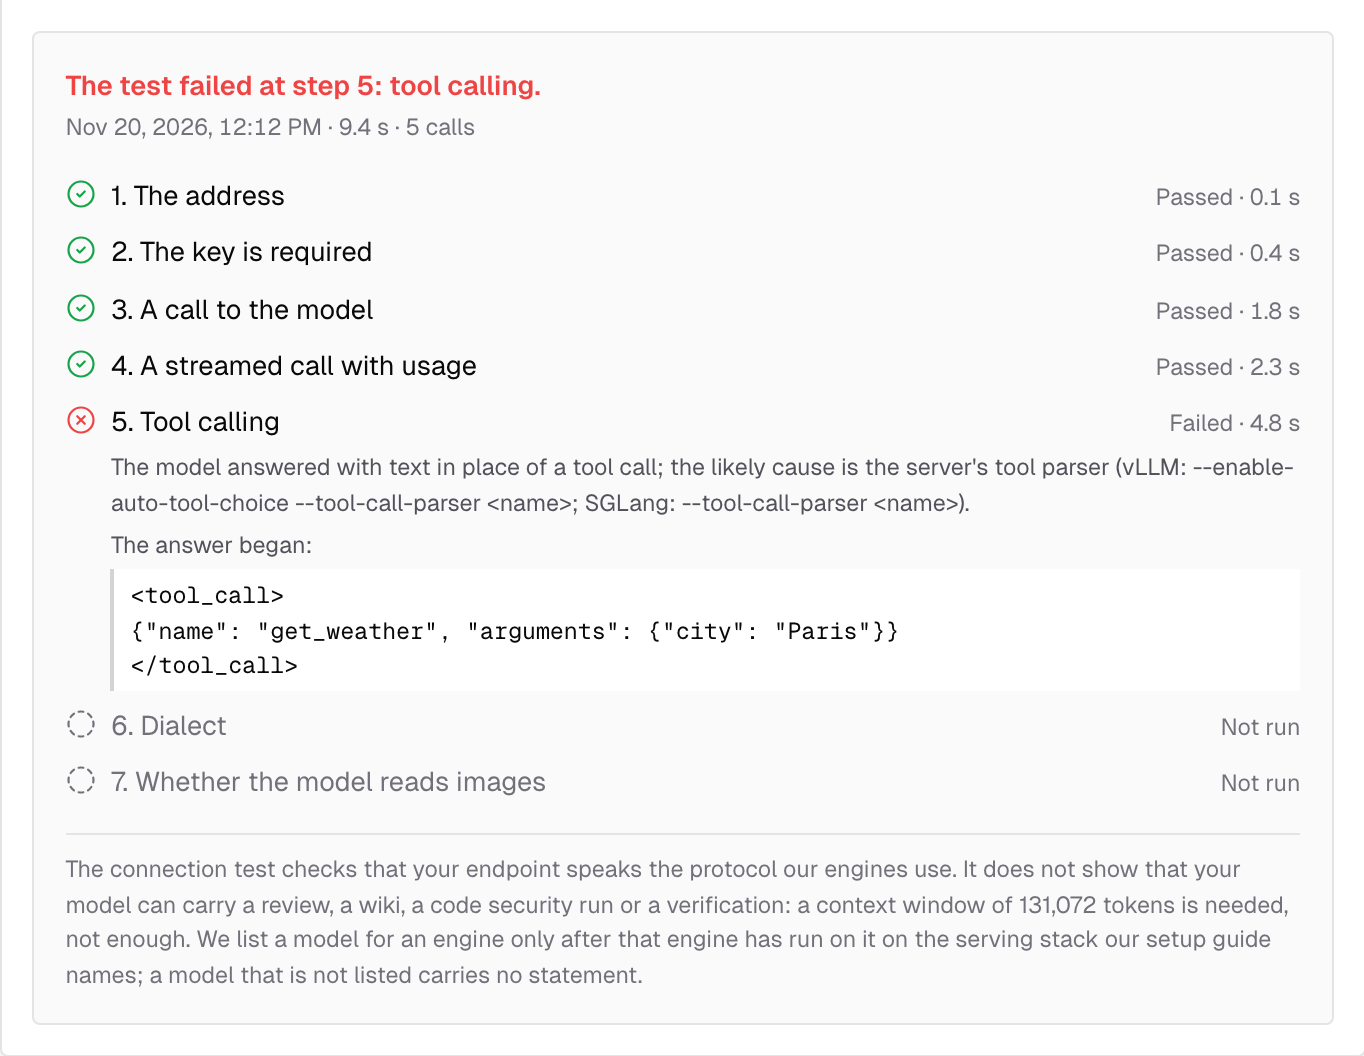 The test failed at step 5: tool calling.
Nov 20, 2026, 12:12 PM · 9.4 s · 5 calls
1. The address
Passed · 0.1 s
2. The key is required
Passed · 0.4 s
3. A call to the model
Passed · 1.8 s
4. A streamed call with usage
Passed · 2.3 s
5. Tool calling
Failed · 4.8 s
The model answered with text in place of a tool call; the likely cause is the server's tool parser (vLLM: --enable-
auto-tool-choice --tool-call-parser <name>; SGLang: --tool-call-parser <name>).
The answer began:
<tool_call>
{"name": "get_weather", "arguments": {"city": "Paris"}}
</tool_call>
6. Dialect
Not run
7. Whether the model reads images
Not run
The connection test checks that your endpoint speaks the protocol our engines use. It does not show that your
model can carry a review, a wiki, a code security run or a verification: a context window of 131,072 tokens is needed,
not enough. We list a model for an engine only after that engine has run on it on the serving stack our setup guide
names; a model that is not listed carries no statement.